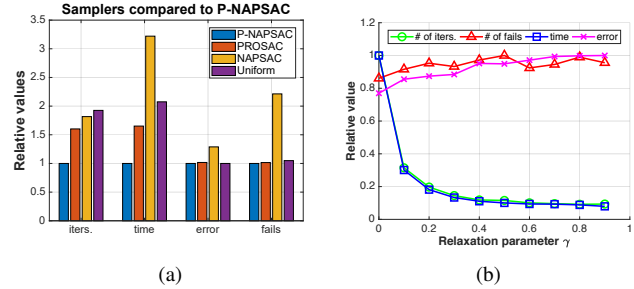 Samplers compared to P-NAPSAC
Relative values
3.5
3
2.5
2
1.5
1
0.5
0
P-NAPSAC
PROSAC
NAPSAC
Uniform
iters.
time
error
fails
(a)
Relative value
1.2
1
0.8
0.6
0.4
0.2
0
# of iters.
# of fails
time
error
0
0.2
0.4
0.6
0.8
1
Relaxation parameter γ
(b)